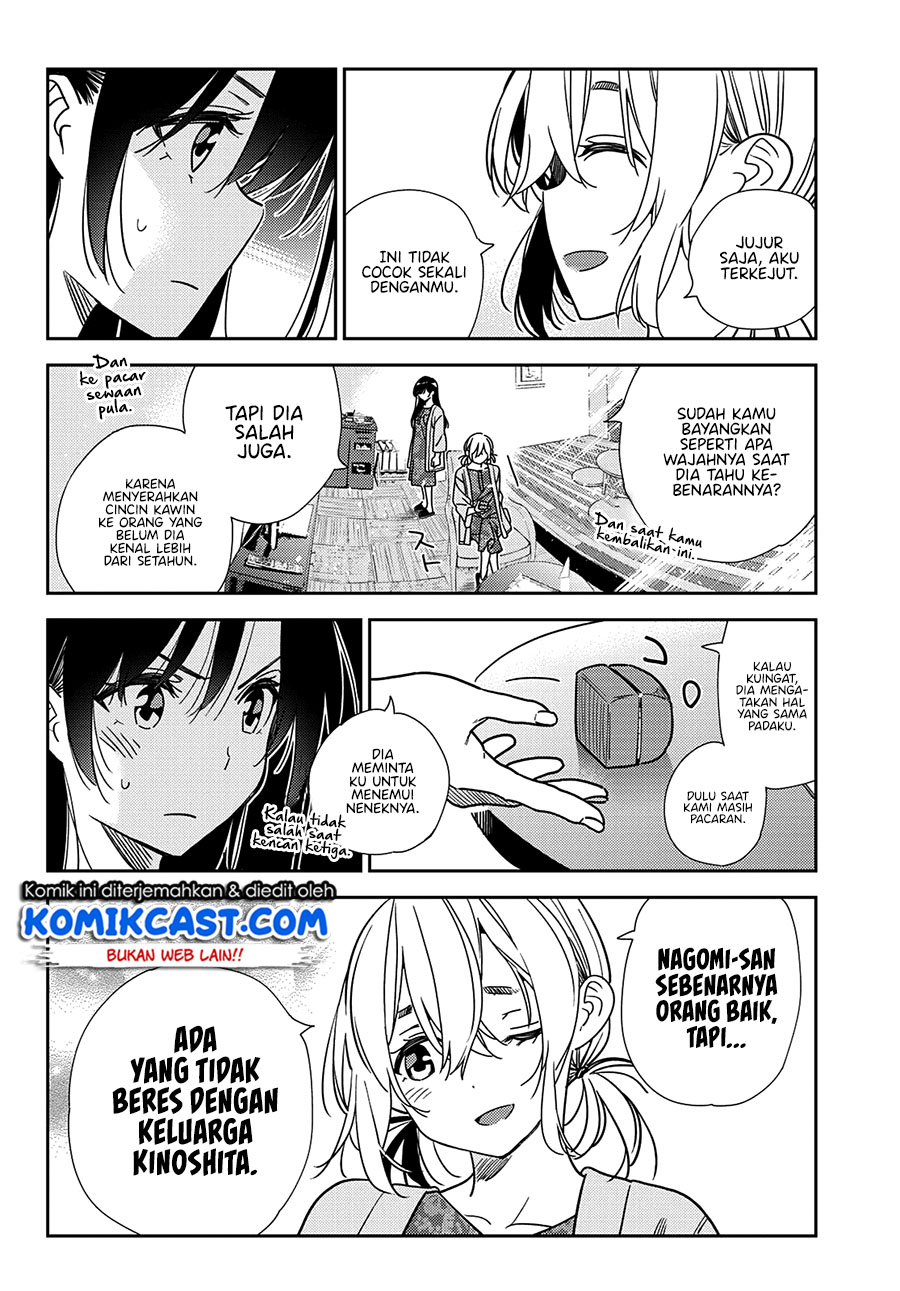 JUJUR
SAJA, AKU
TERKEJUT.
INI TIDAK
COCOK SEKALI
DENGANMU.
SUDAH KAMU
BAYANGKAN
SEPERTI APA
WAJAHNYA SAAT
DIA TAHU KE-
BENARANNYA?
Dan saat kamu
kembalikan ini.
TAPI DIA
SALAH
JUGA.
KARENA
MENYERAHKAN
CINCIN KAWIN
KE ORANG YANG
BELUM DIA
KENAL LEBIH
DARI SETAHUN.
Dan
ke pacar
sewaan
pula.
KALAU
KUINGAT,
DIA MENGA-
TAKAN HAL
YANG SAMA
PADAKU.
DULU SAAT
KAMI MASIH
PACARAN.
DIA
MEMINTA
KU UNTUK
MENEMUI
NENEKNYA.
Kalau tidak
salah saat
kencan ketiga.
Komik ini diterjemahkan & diedit oleh
KOMIKCAST.COM
BUKAN WEB LAIN!!
NAGOMI-SAN
SEBENARNYA
ORANG BAIK,
TAPI...
ADA
YANG TIDAK
BERES DENGAN
KELUARGA
KINOSHITA.